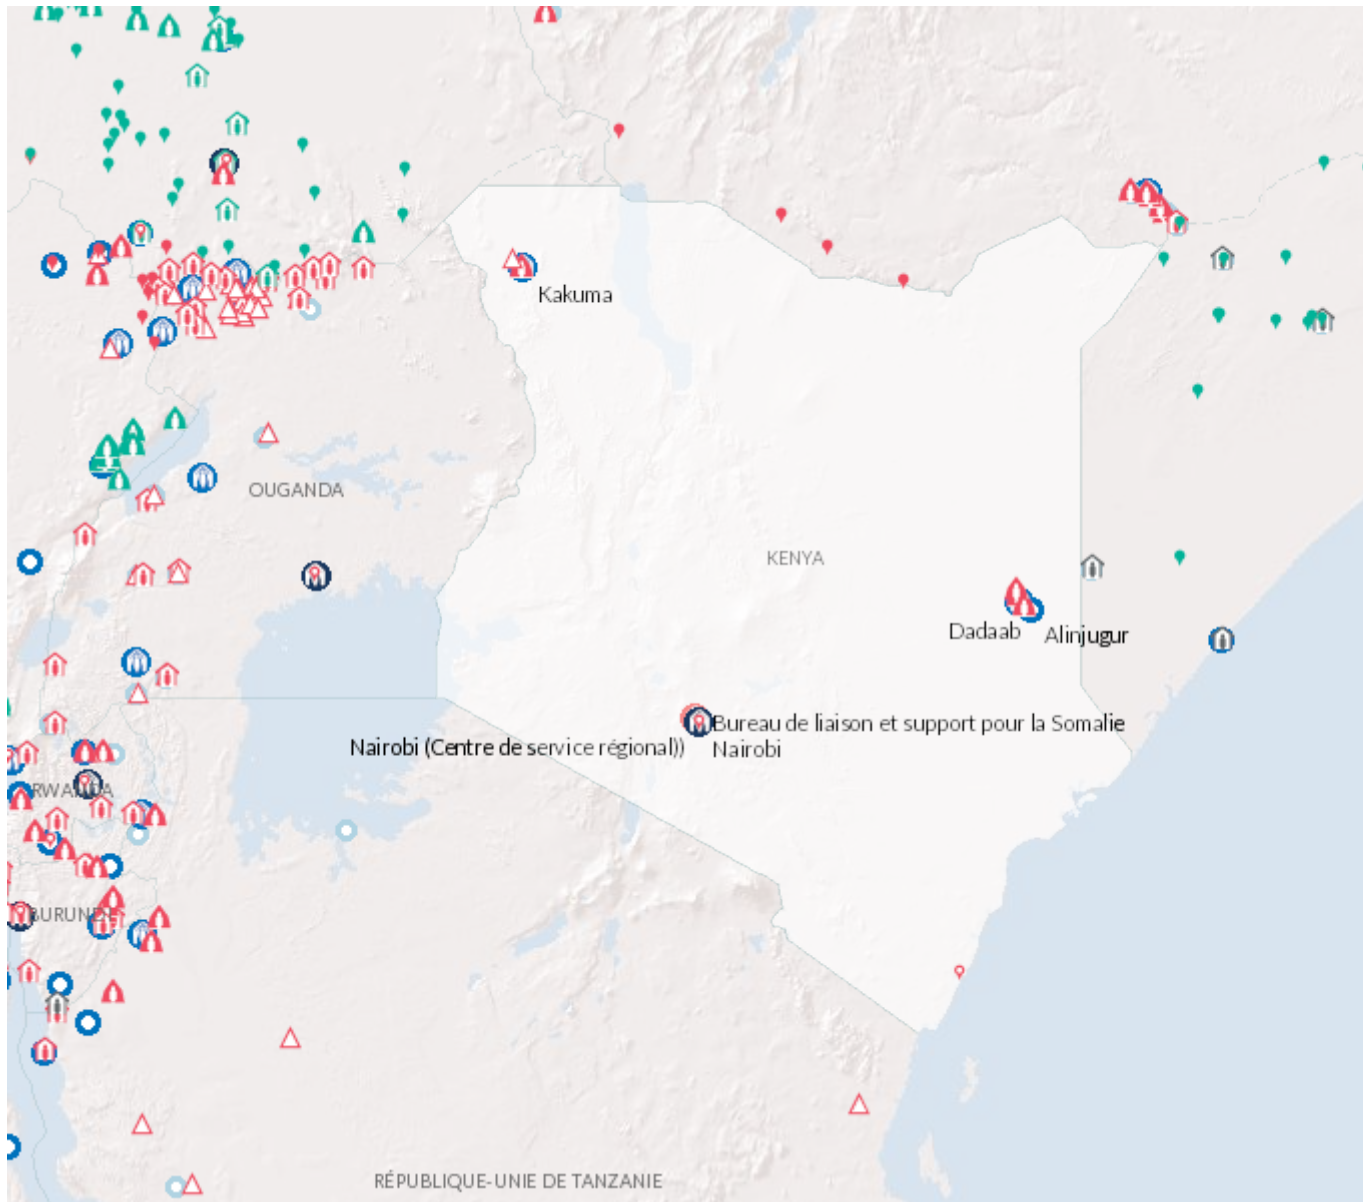 Kakuma
OUGANDA
KENYA
Dadaab
Alinjugur
Bureau de liaison et support pour la Somalie
Nairobi (Centre de service régional))
Nairobi
RWANDA
BURUNDI
RÉPUBLIQUE-UNIE DE TANZANIE